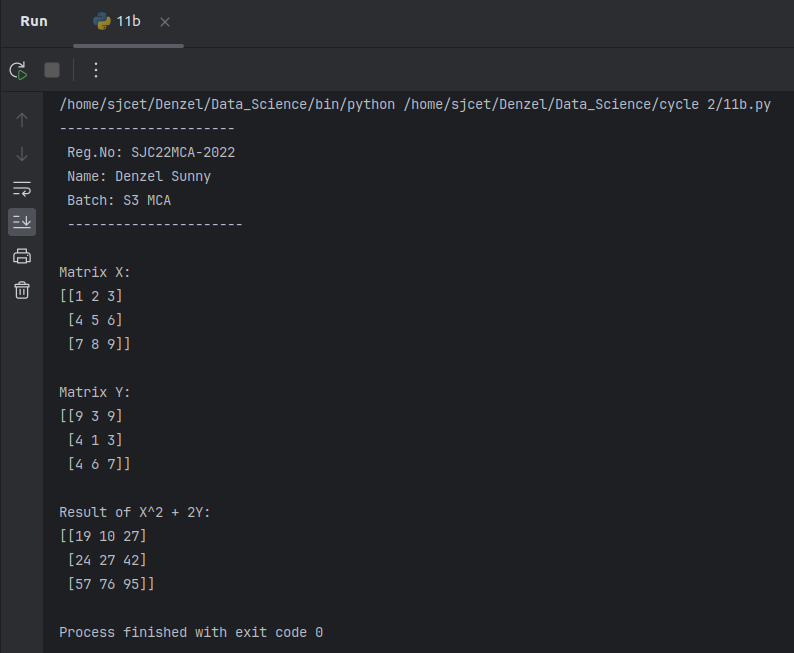 Run 11b
/home/sjcet/Denzel/Data_Science/bin/python /home/sjcet/Denzel/Data_Science/cycle 2/11b.py
----------------------
 Reg.No: SJC22MCA-2022
 Name: Denzel Sunny
 Batch: S3 MCA
 ----------------------
Matrix X:
[[1 2 3]
 [4 5 6]
 [7 8 9]]
Matrix Y:
[[9 3 9]
 [4 1 3]
 [4 6 7]]
Result of X^2 + 2Y:
[[19 10 27]
 [24 27 42]
 [57 76 95]]
Process finished with exit code 0